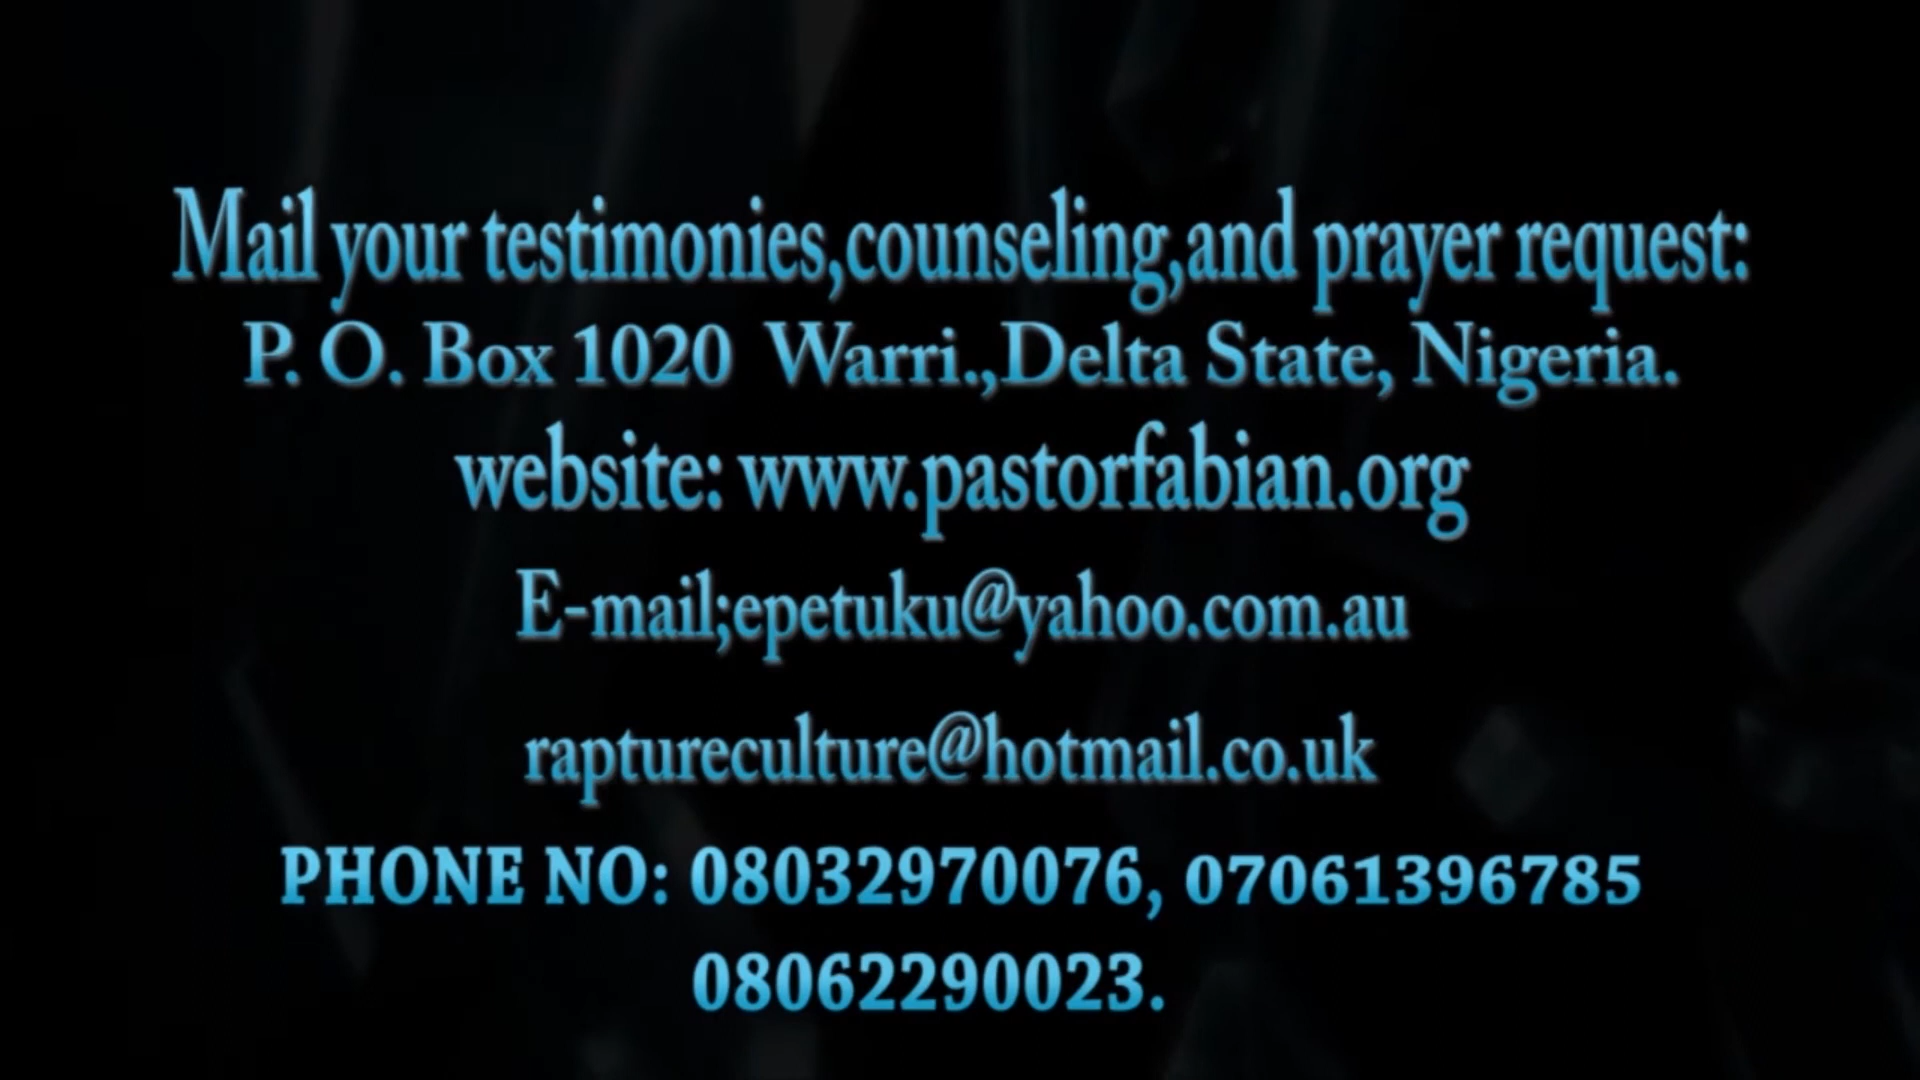 Mail your testimonies,counseling,and prayer request:
P. O. Box 1020 Warri.,Delta State, Nigeria.
website: www.pastorfabian.org
E-mail;epetuku@yahoo.com.au
raptureculture@hotmail.co.uk
PHONE NO: 08032970076, 07061396785
08062290023.